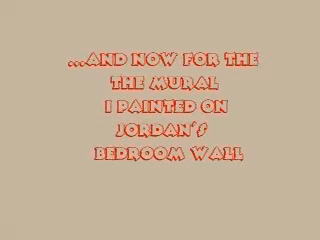 ...AND NOW FOR THE
THE MURAL
I PAINTED ON
JORDAN'S
BEDROOM WALL